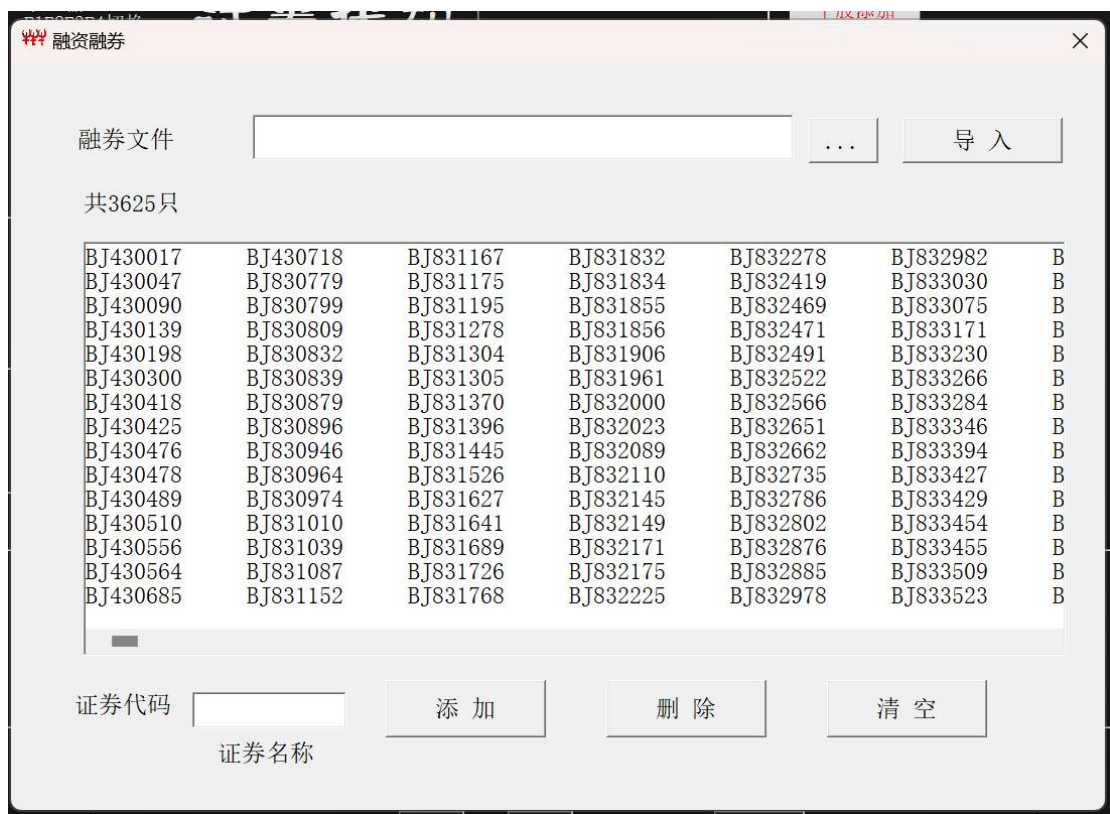 融资融券
融券文件 ... 导 入
共3625只
BJ430017 BJ430718 BJ831167 BJ831832 BJ832278 BJ832982 B
BJ430047 BJ830779 BJ831175 BJ831834 BJ832419 BJ833030 B
BJ430090 BJ830799 BJ831195 BJ831855 BJ832469 BJ833075 B
BJ430139 BJ830809 BJ831278 BJ831856 BJ832471 BJ833171 B
BJ430198 BJ830832 BJ831304 BJ831906 BJ832491 BJ833230 B
BJ430300 BJ830839 BJ831305 BJ831961 BJ832522 BJ833266 B
BJ430418 BJ830879 BJ831370 BJ832000 BJ832566 BJ833284 B
BJ430425 BJ830896 BJ831396 BJ832023 BJ832651 BJ833346 B
BJ430476 BJ830946 BJ831445 BJ832089 BJ832662 BJ833394 B
BJ430478 BJ830964 BJ831526 BJ832110 BJ832735 BJ833427 B
BJ430489 BJ830974 BJ831627 BJ832145 BJ832786 BJ833429 B
BJ430510 BJ831010 BJ831641 BJ832149 BJ832802 BJ833454 B
BJ430556 BJ831039 BJ831689 BJ832171 BJ832876 BJ833455 B
BJ430564 BJ831087 BJ831726 BJ832175 BJ832885 BJ833509 B
BJ430685 BJ831152 BJ831768 BJ832225 BJ832978 BJ833523 B
证券代码 添 加 删 除 清 空
证券名称